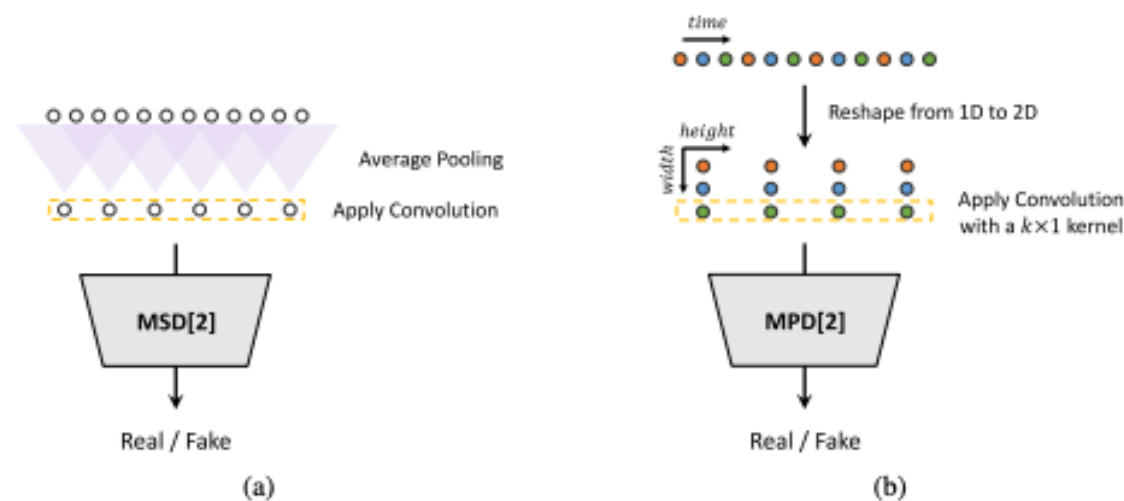 Average Pooling
Apply Convolution
MSD[2]
Real / Fake
(a)
time
Reshape from 1D to 2D
height
width
Apply Convolution
with a k×1 kernel
MPD[2]
Real / Fake
(b)